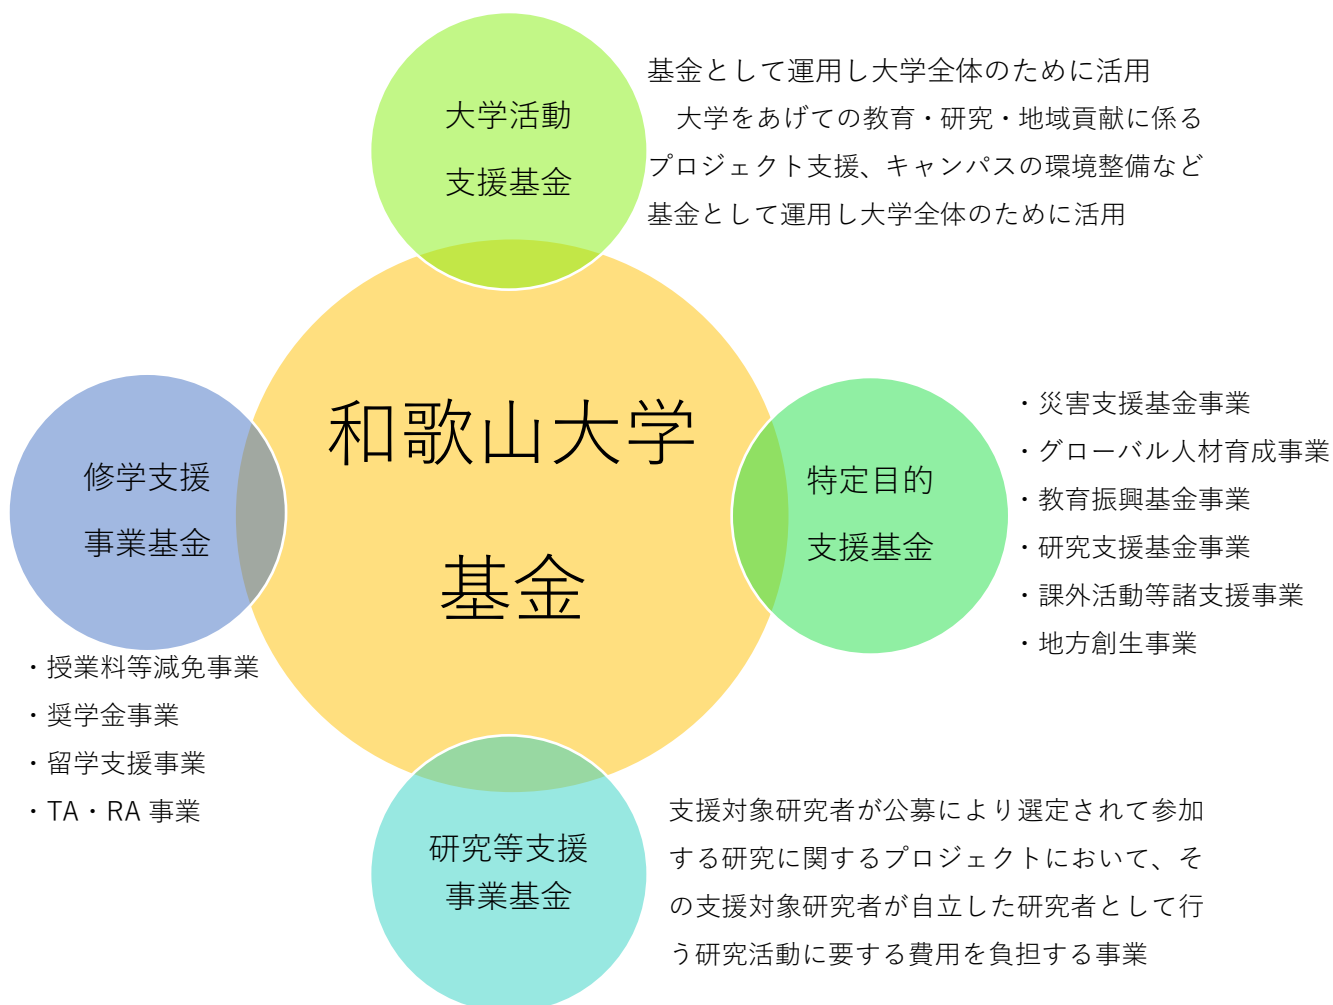 大学活動
支援基金
基金として運用し大学全体のために活用
大学をあげての教育・研究・地域貢献に係る
プロジェクト支援、キャンパスの環境整備など
基金として運用し大学全体のために活用
和歌山大学
基金
修学支援
事業基金
・授業料等減免事業
・奨学金事業
・留学支援事業
・TA・RA 事業
特定目的
支援基金
・災害支援基金事業
・グローバル人材育成事業
・教育振興基金事業
・研究支援基金事業
・課外活動等諸支援事業
・地方創生事業
研究等支援
事業基金
支援対象研究者が公募により選定されて参加
する研究に関するプロジェクトにおいて、そ
の支援対象研究者が自立した研究者として行
う研究活動に要する費用を負担する事業